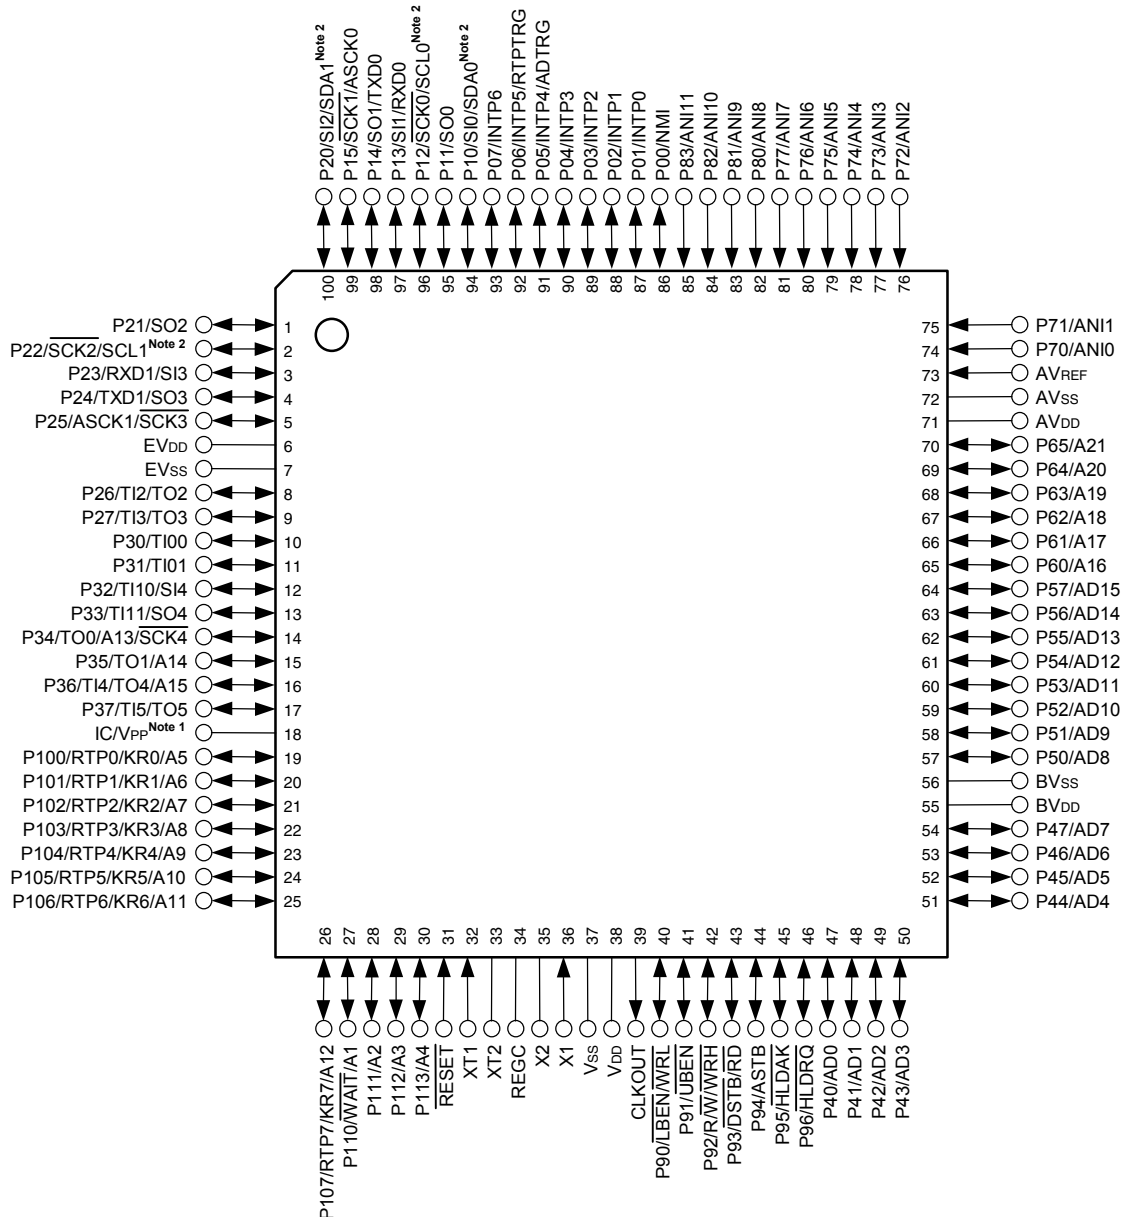 P20/SI2/SDA1Note 2
P15/SCK1/ASCK0
P14/SO1/TXD0
P13/SI1/RXD0
P12/SCK0/SCL0Note 2
P11/SO0
P10/SI0/SDA0Note 2
P07/INTP6
P06/INTP5/RTPTRG
P05/INTP4/ADTRG
P04/INTP3
P03/INTP2
P02/INTP1
P01/INTP0
P00/NMI
P83/ANI11
P82/ANI10
P81/ANI9
P80/ANI8
P77/ANI7
P76/ANI6
P75/ANI5
P74/ANI4
P73/ANI3
P72/ANI2
100
99
98
97
96
95
94
93
92
91
90
89
88
87
86
85
84
83
82
81
80
79
78
77
76
P21/SO2 1
P22/SCK2/SCL1Note 2 2
P23/RXD1/SI3 3
P24/TXD1/SO3 4
P25/ASCK1/SCK3 5
EVDD 6
EVSS 7
P26/TI2/TO2 8
P27/TI3/TO3 9
P30/TI00 10
P31/TI01 11
P32/TI10/SI4 12
P33/TI11/SO4 13
P34/TO0/A13/SCK4 14
P35/TO1/A14 15
P36/TI4/TO4/A15 16
P37/TI5/TO5 17
IC/VPPNote 1 18
P100/RTP0/KR0/A5 19
P101/RTP1/KR1/A6 20
P102/RTP2/KR2/A7 21
P103/RTP3/KR3/A8 22
P104/RTP4/KR4/A9 23
P105/RTP5/KR5/A10 24
P106/RTP6/KR6/A11 25
75 P71/ANI1
74 P70/ANI0
73 AVREF
72 AVSS
71 AVDD
70 P65/A21
69 P64/A20
68 P63/A19
67 P62/A18
66 P61/A17
65 P60/A16
64 P57/AD15
63 P56/AD14
62 P55/AD13
61 P54/AD12
60 P53/AD11
59 P52/AD10
58 P51/AD9
57 P50/AD8
56 BVSS
55 BVDD
54 P47/AD7
53 P46/AD6
52 P45/AD5
51 P44/AD4
26
27
28
29
30
31
32
33
34
35
36
37
38
39
40
41
42
43
44
45
46
47
48
49
50
P107/RTP7/KR7/A12
P110/WAIT/A1
P111/A2
P112/A3
P113/A4
RESET
XT1
XT2
REGC
X2
X1
VSS
VDD
CLKOUT
P90/LBEN/WRL
P91/UBEN
P92/R/W/WRH
P93/DSTB/RD
P94/ASTB
P95/HLDAK
P96/HLDRQ
P40/AD0
P41/AD1
P42/AD2
P43/AD3